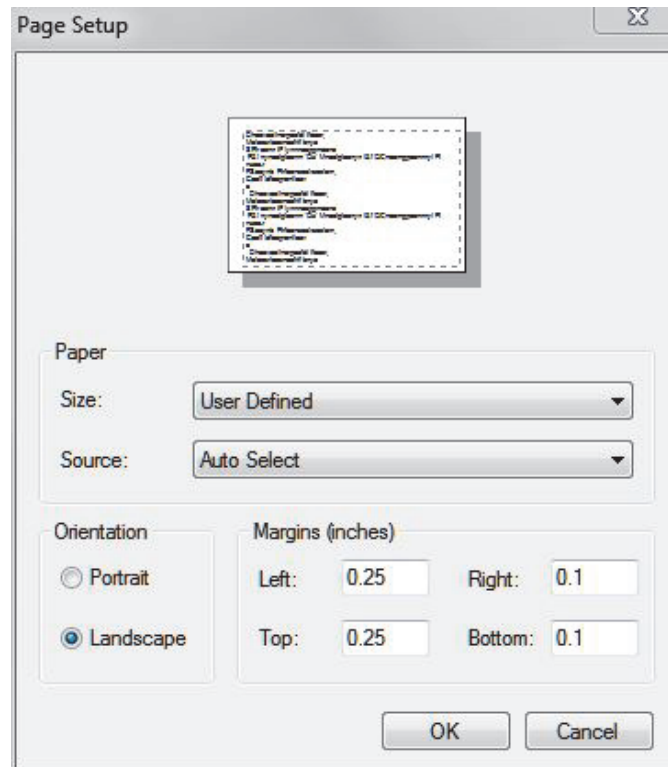 Page Setup
Paper
Size: User Defined
Source: Auto Select
Orientation
Portrait
Landscape
Margins (inches)
Left: 0.25 Right: 0.1
Top: 0.25 Bottom: 0.1
OK Cancel